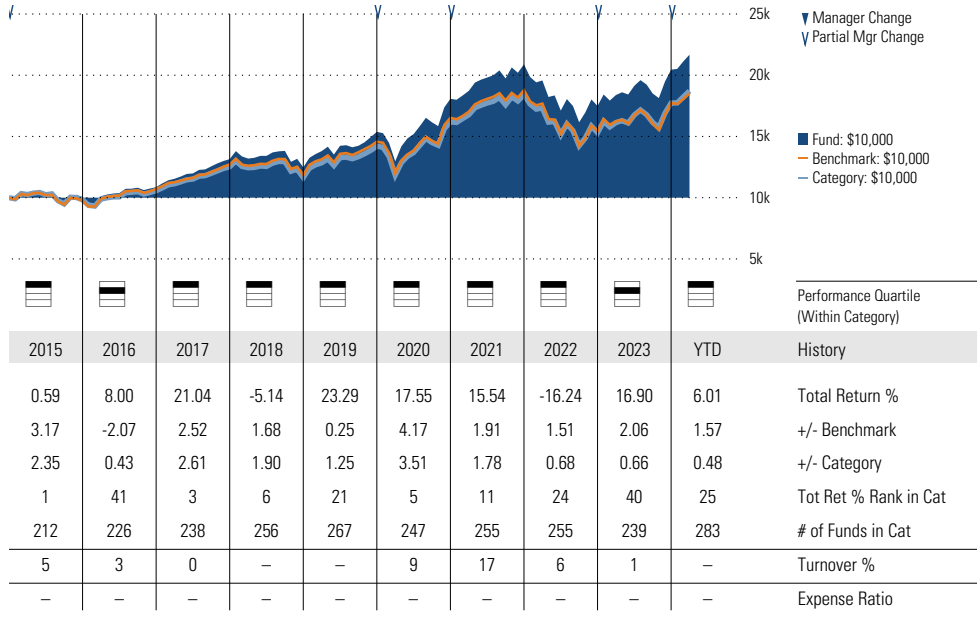 25k
20k
15k
10k
5k
Manager Change
Partial Mgr Change
Fund: $10,000
Benchmark: $10,000
Category: $10,000
Performance Quartile
(Within Category)
2015 2016 2017 2018 2019 2020 2021 2022 2023 YTD History
0.59 8.00 21.04 -5.14 23.29 17.55 15.54 -16.24 16.90 6.01 Total Return %
3.17 -2.07 2.52 1.68 0.25 4.17 1.91 1.51 2.06 1.57 +/- Benchmark
2.35 0.43 2.61 1.90 1.25 3.51 1.78 0.68 0.66 0.48 +/- Category
1 41 3 6 21 5 11 24 40 25 Tot Ret % Rank in Cat
212 226 238 256 267 247 255 255 239 283 # of Funds in Cat
5 3 0 – – 9 17 6 1 – Turnover %
– – – – – – – – – – Expense Ratio